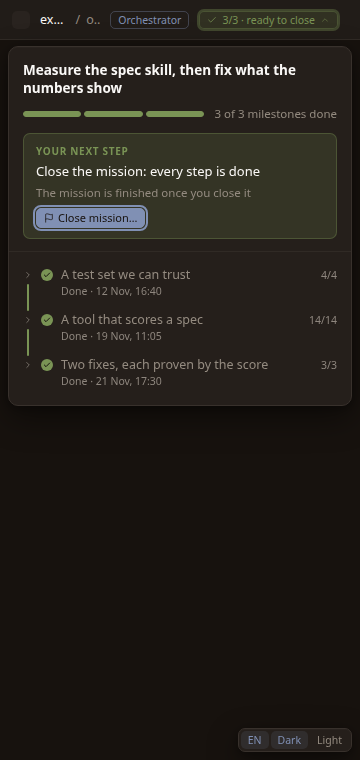 ex... / o.. Orchestrator 3/3 · ready to close
Measure the spec skill, then fix what the
numbers show
3 of 3 milestones done
YOUR NEXT STEP
Close the mission: every step is done
The mission is finished once you close it
Close mission...
A test set we can trust 4/4
Done · 12 Nov, 16:40
A tool that scores a spec 14/14
Done · 19 Nov, 11:05
Two fixes, each proven by the score 3/3
Done · 21 Nov, 17:30
EN Dark Light